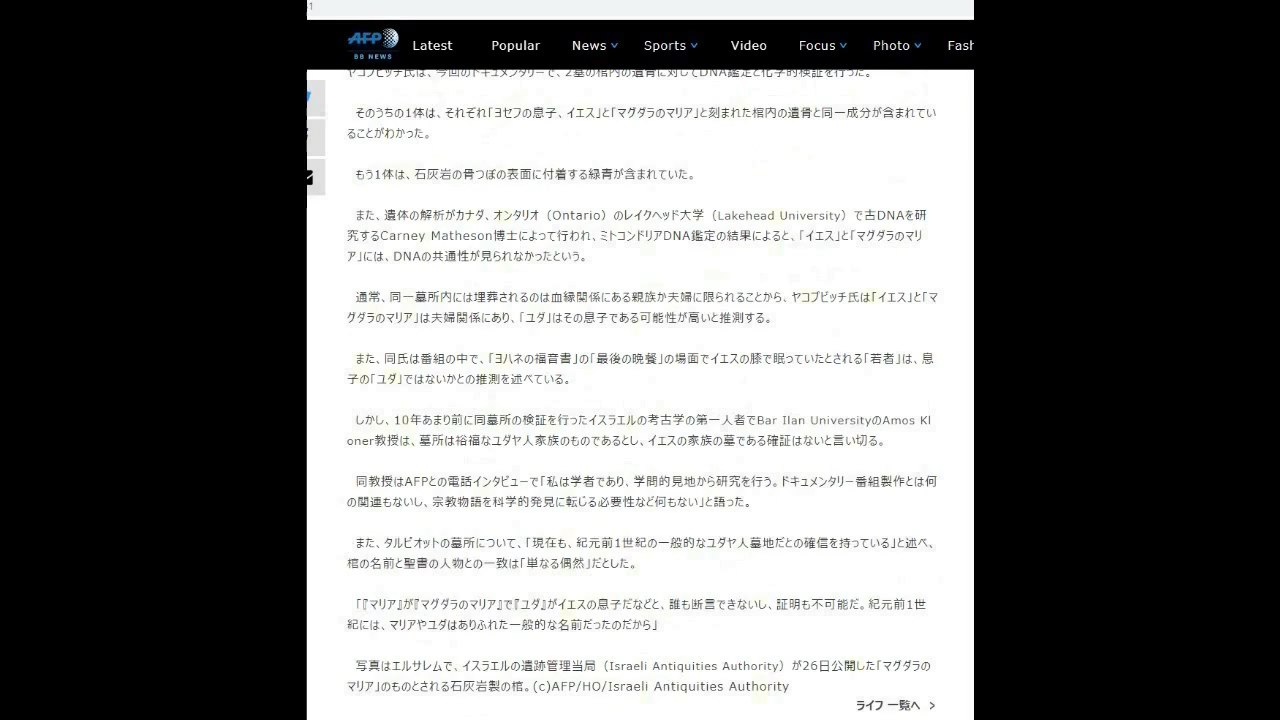 1
AFP
BB NEWS
Latest Popular News Sports Video Focus Photo Fash
ヤコブビッチ氏は、今回のドキュメンタリーで、2基の棺内の遺骨に対してDNA鑑定と化学的検証を行った。
そのうちの1体は、それぞれ「ヨセフの息子、イエス」と「マグダラのマリア」と刻まれた棺内の遺骨と同一成分が含まれてい
ることがわかった。
もう1体は、石灰岩の骨つぼの表面に付着する緑青が含まれていた。
また、遺体の解析がカナダ、オンタリオ（Ontario）のレイクヘッド大学（Lakehead University）で古DNAを研
究するCarney Matheson博士によって行われ、ミトコンドリアDNA鑑定の結果によると、「イエス」と「マグダラのマリ
ア」には、DNAの共通性が見られなかったという。
通常、同一墓所内には埋葬されるのは血縁関係にある親族か夫婦に限られることから、ヤコブビッチ氏は「イエス」と「マ
グダラのマリア」は夫婦関係にあり、「ユダ」はその息子である可能性が高いと推測する。
また、同氏は番組の中で、「ヨハネの福音書」の「最後の晩餐」の場面でイエスの膝で眠っていたとされる「若者」は、息
子の「ユダ」ではないかとの推測を述べている。
しかし、10年あまり前に同墓所の検証を行ったイスラエルの考古学の第一人者でBar Ilan UniversityのAmos Kl
oner教授は、墓所は裕福なユダヤ人家族のものであるとし、イエスの家族の墓である確証はないと言い切る。
同教授はAFPとの電話インタビューで「私は学者であり、学問的見地から研究を行う。ドキュメンタリー番組製作とは何
の関連もないし、宗教物語を科学的発見に転じる必要性など何もない」と語った。
また、タルピオットの墓所について、「現在も、紀元前1世紀の一般的なユダヤ人墓地だとの確信を持っている」と述べ、
棺の名前と聖書の人物との一致は「単なる偶然」だとした。
「『マリア』が『マグダラのマリア』で『ユダ』がイエスの息子だなどと、誰も断言できないし、証明も不可能だ。紀元前1世
紀には、マリアやユダはありふれた一般的な名前だったのだから」
写真はエルサレムで、イスラエルの遺跡管理当局（Israeli Antiquities Authority）が26日公開した「マグダラの
マリア」のものとされる石灰岩製の棺。(c)AFP/HO/Israeli Antiquities Authority
ライフ 一覧へ >